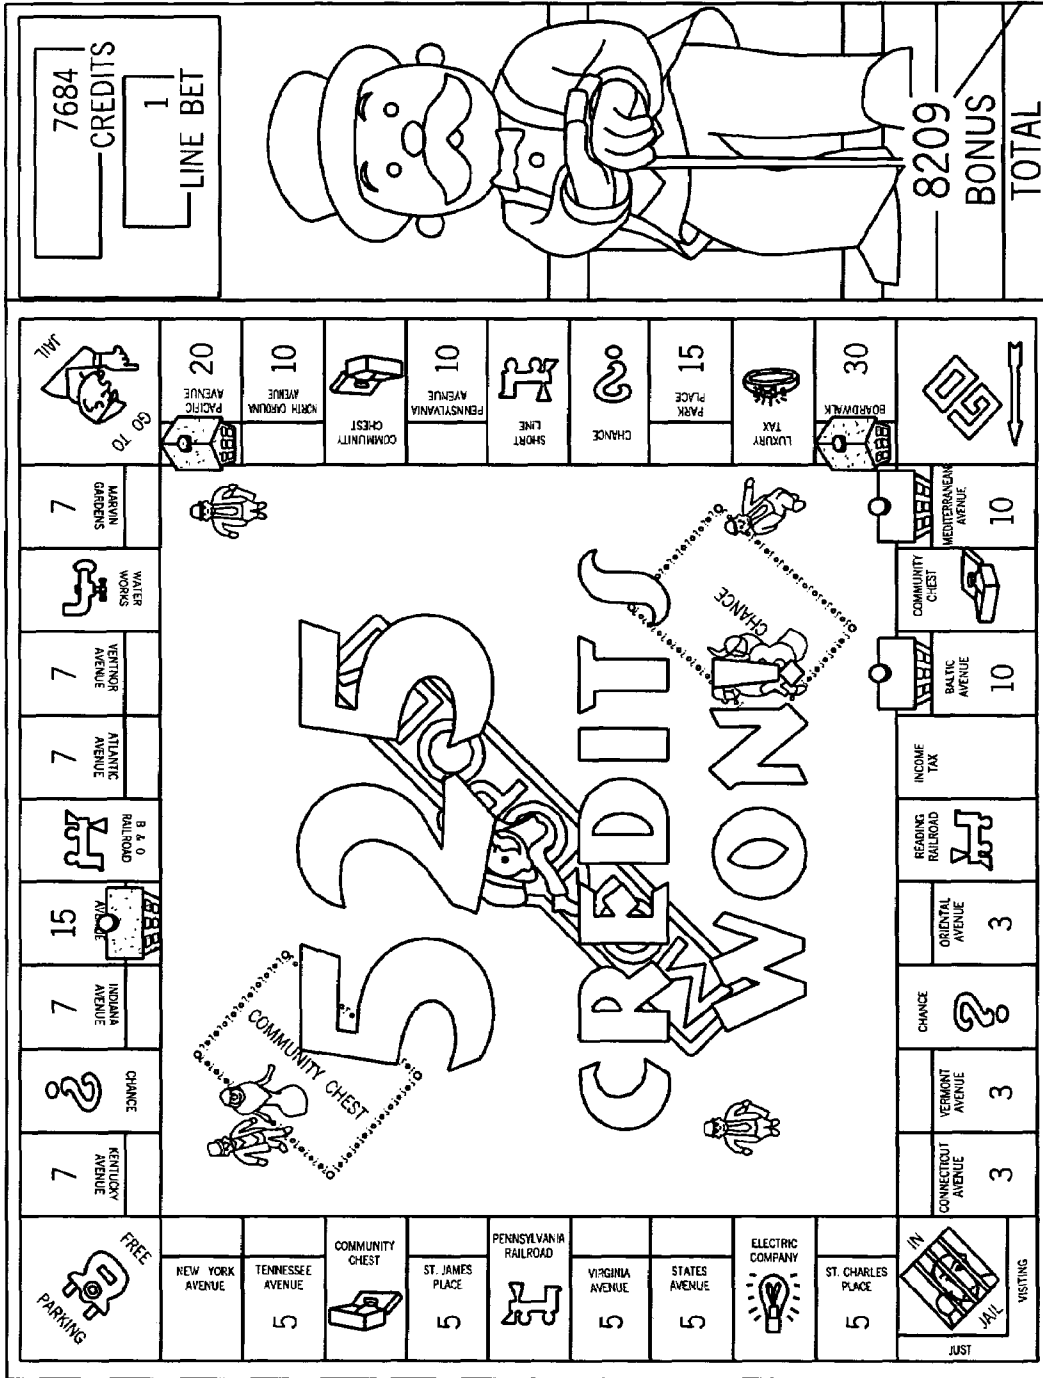 7684
CREDITS
1
LINE BET
8209
BONUS
TOTAL
FREE
PARKING
7
KENTUCKY
AVENUE
CHANCE
7
INDIANA
AVENUE
15
AVENUE
B & O
RAILROAD
7
ATLANTIC
AVENUE
7
VENTNOR
AVENUE
WATER
WORKS
7
MARVIN
GARDENS
GO TO
JAIL
20
PACIFIC
AVENUE
10
NORTH CAROLINA
AVENUE
COMMUNITY
CHEST
10
PENNSYLVANIA
AVENUE
SHORT
LINE
CHANCE
15
PARK
PLACE
LUXURY
TAX
30
BOARDWALK
GO
MEDITERRANEAN
AVENUE
10
COMMUNITY
CHEST
BALTIC
AVENUE
10
INCOME
TAX
READING
RAILROAD
ORIENTAL
AVENUE
3
CHANCE
VERMONT
AVENUE
3
CONNECTICUT
AVENUE
3
IN
JAIL
JUST
VISITING
ST. CHARLES
PLACE
5
ELECTRIC
COMPANY
STATES
AVENUE
5
VIRGINIA
AVENUE
5
PENNSYLVANIA
RAILROAD
ST. JAMES
PLACE
5
COMMUNITY
CHEST
TENNESSEE
AVENUE
5
NEW YORK
AVENUE
COMMUNITY CHEST
525
CREDITS
WON
CHANCE